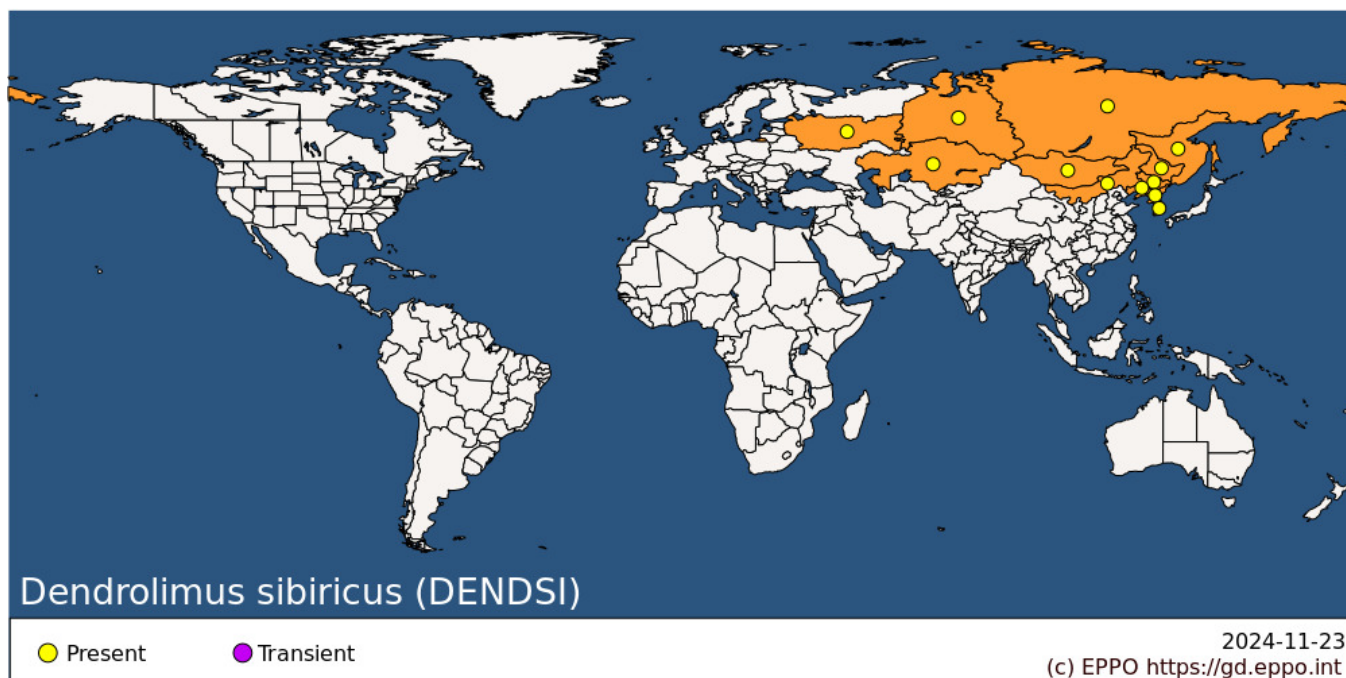 Dendrolimus sibiricus (DENDSI)
Present
Transient
2024-11-23
(c) EPPO https://gd.eppo.int